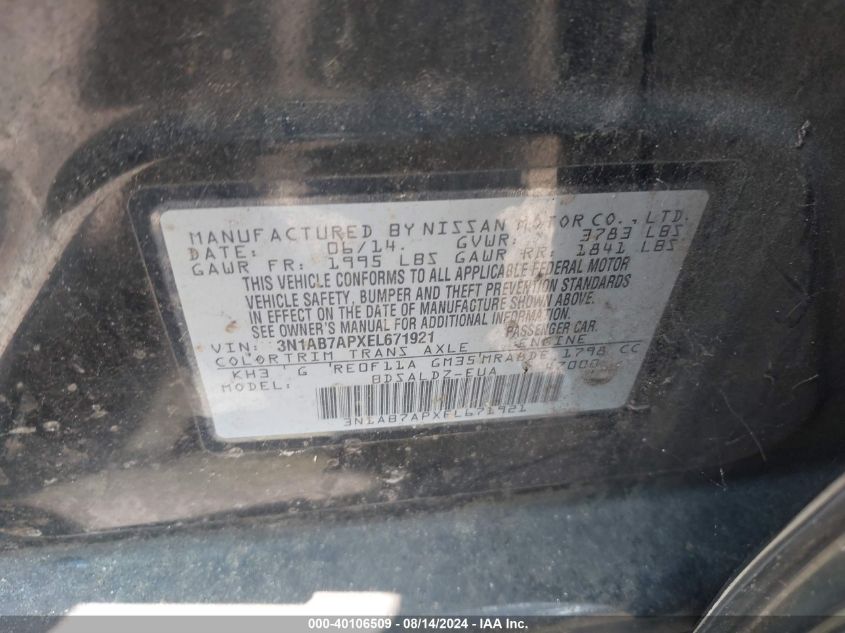 MANUFACTURED BY NISSAN MOTOR CO., LTD.
DATE: 06/14. GVWR: 3783 LBS
GAWR FR: 1995 LBS GAWR RR: 1841 LBS
THIS VEHICLE CONFORMS TO ALL APPLICABLE FEDERAL MOTOR
VEHICLE SAFETY, BUMPER AND THEFT PREVENTION STANDARDS
IN EFFECT ON THE DATE OF MANUFACTURE SHOWN ABOVE.
SEE OWNER'S MANUAL FOR MORE INFORMATION.
VIN: 3N1AB7APXEL671921 PASSENGER CAR.
COLOR TRIM TRANS AXLE ENGINE
KH3 G RE0F11A GM35 MRA8DE 1798 CC
MODEL: BDSALDZ-EUA
3N1AB7APXEL671921
000-40106509 - 08/14/2024 - IAA Inc.